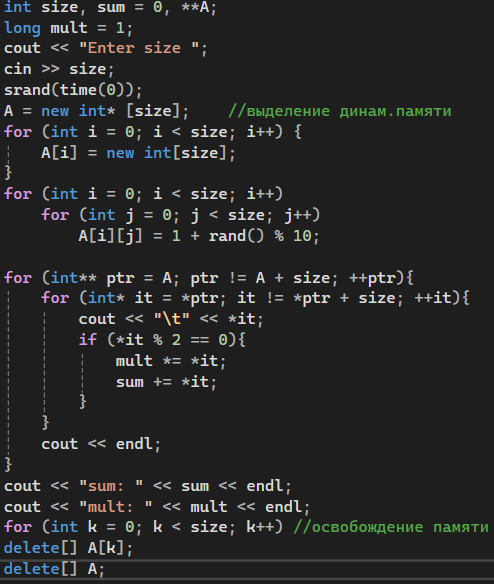 int size, sum = 0, **A;
long mult = 1;
cout << "Enter size ";
cin >> size;
srand(time(0));
A = new int* [size];    //выделение динам.памяти
for (int i = 0; i < size; i++) {
    A[i] = new int[size];
}
for (int i = 0; i < size; i++)
    for (int j = 0; j < size; j++)
        A[i][j] = 1 + rand() % 10;

for (int** ptr = A; ptr != A + size; ++ptr){
    for (int* it = *ptr; it != *ptr + size; ++it){
        cout << "\t" << *it;
        if (*it % 2 == 0){
            mult *= *it;
            sum += *it;
        }
    }
    cout << endl;
}
cout << "sum: " << sum << endl;
cout << "mult: " << mult << endl;
for (int k = 0; k < size; k++) //освобождение памяти
delete[] A[k];
delete[] A;